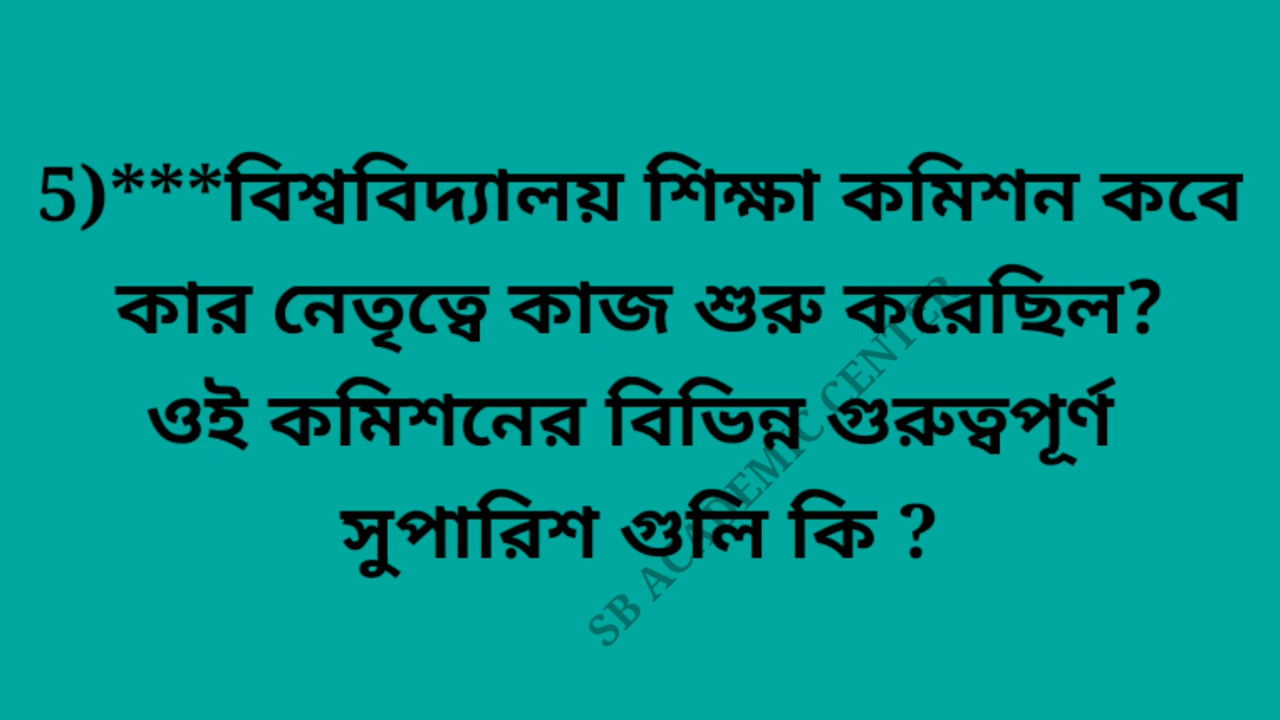 5)***বিশ্ববিদ্যালয় শিক্ষা কমিশন কবে
কার নেতৃত্বে কাজ শুরু করেছিল?
ওই কমিশনের বিভিন্ন গুরুত্বপূর্ণ
সুপারিশ গুলি কি ?
SB ACADEMIC CENTER